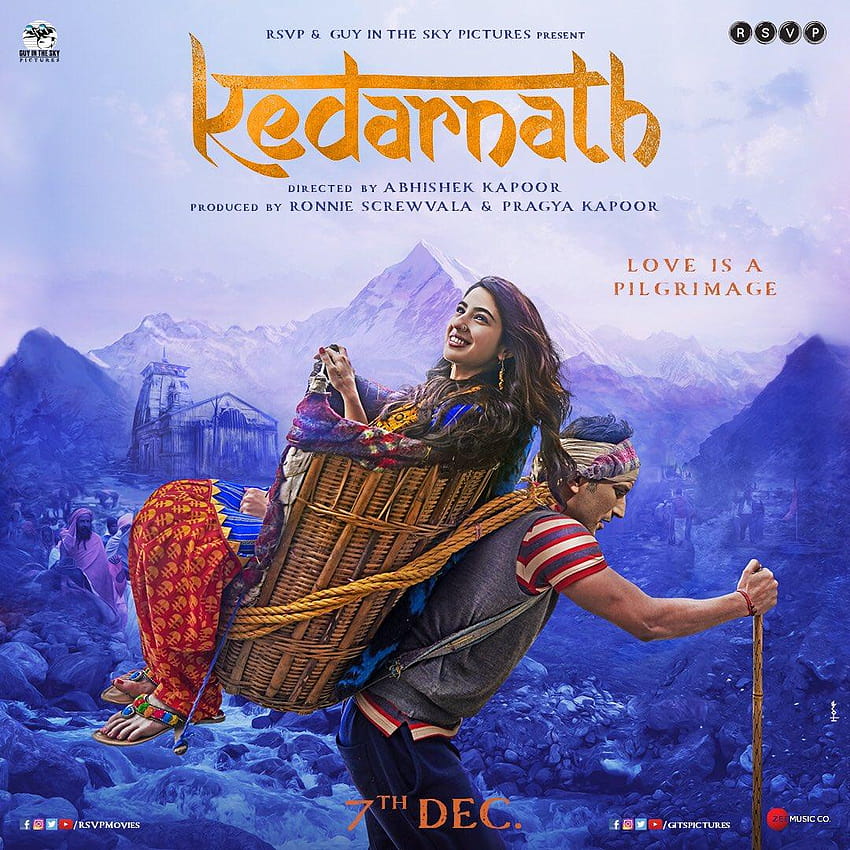 GUY IN THE SKY
PICTURES
RSVP & GUY IN THE SKY PICTURES PRESENT
R S V P
Kedarnath
DIRECTED BY ABHISHEK KAPOOR
PRODUCED BY RONNIE SCREWVALA & PRAGYA KAPOOR
LOVE IS A
PILGRIMAGE
7TH DEC.
/RSVPMOVIES
/GITSPICTURES
ZEE MUSIC CO.